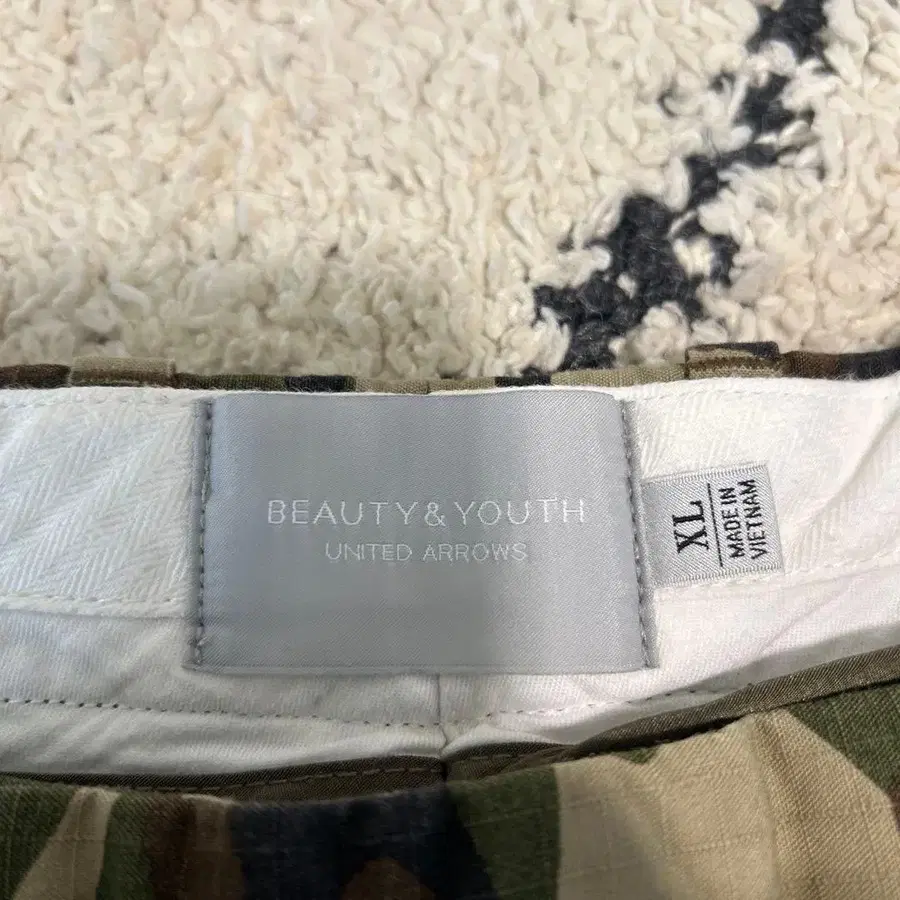 BEAUTY&YOUTH
UNITED ARROWS
XL
MADE IN
VIETNAM